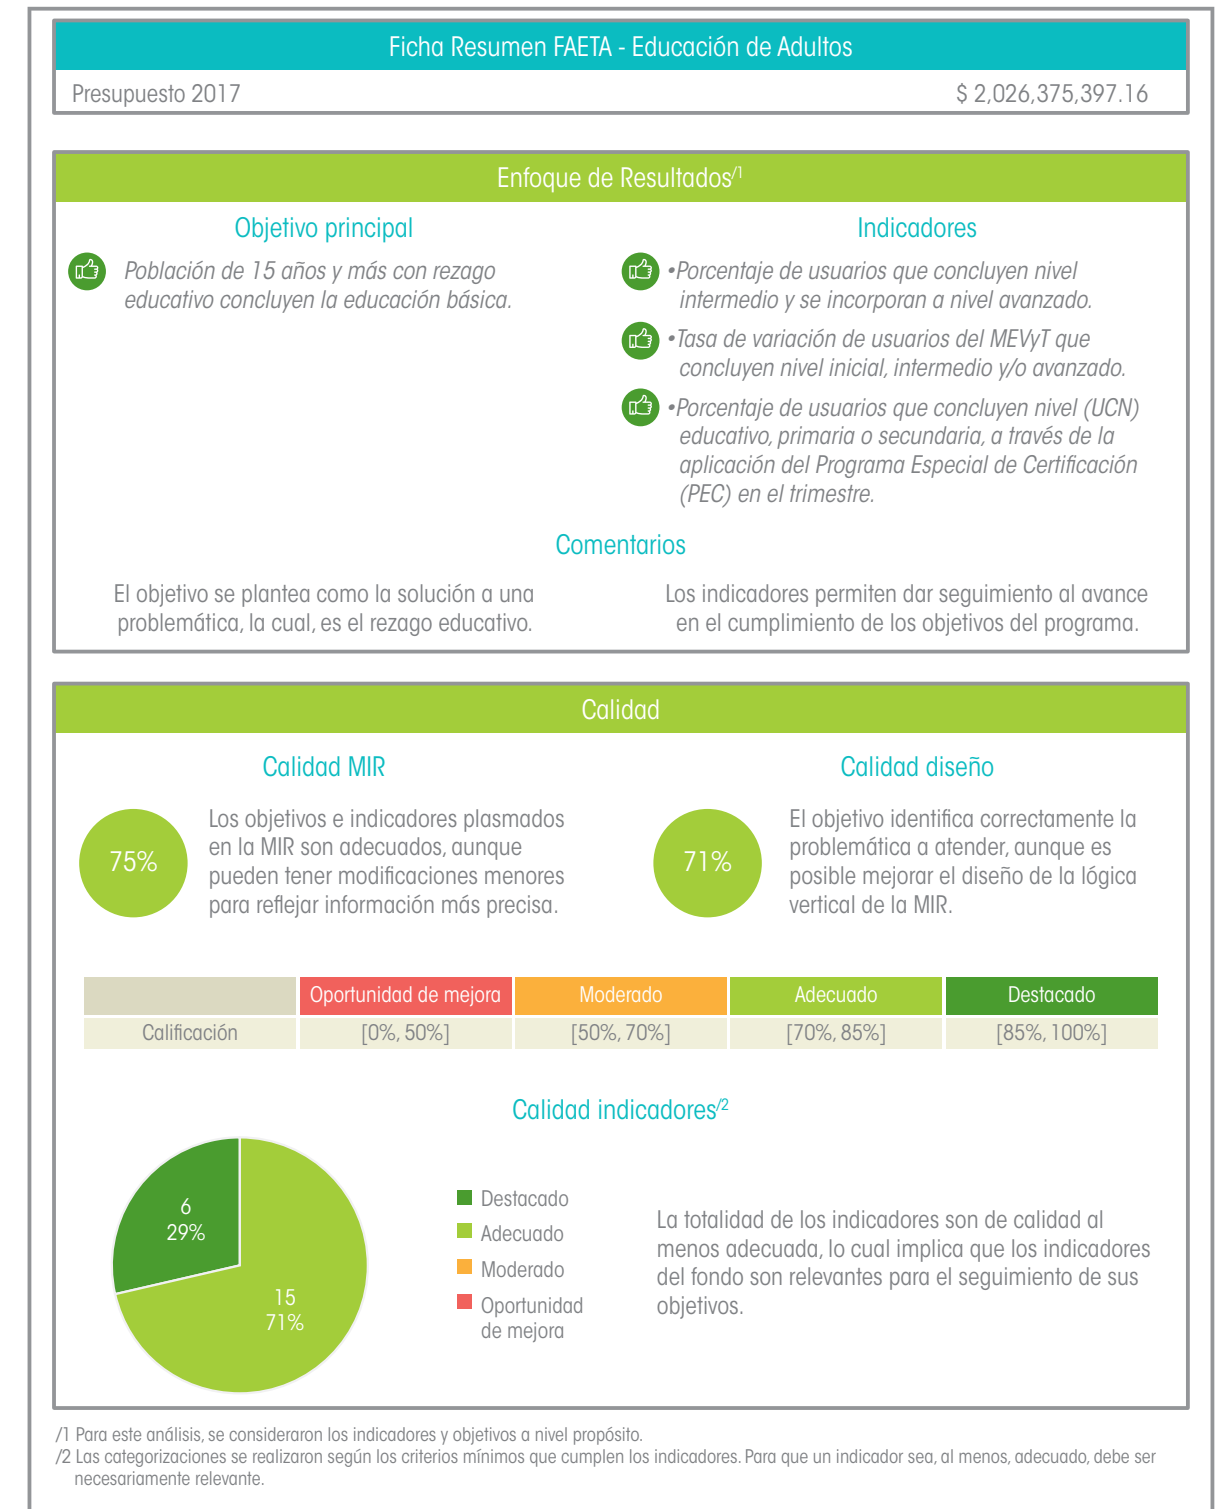 Ficha Resumen FAETA - Educación de Adultos
Presupuesto 2017
$ 2,026,375,397.16
Enfoque de Resultados/1
Objetivo principal
Población de 15 años y más con rezago
educativo concluyen la educación básica.
Indicadores
•Porcentaje de usuarios que concluyen nivel
intermedio y se incorporan a nivel avanzado.
•Tasa de variación de usuarios del MEVyT que
concluyen nivel inicial, intermedio y/o avanzado.
•Porcentaje de usuarios que concluyen nivel (UCN)
educativo, primaria o secundaria, a través de la
aplicación del Programa Especial de Certificación
(PEC) en el trimestre.
Comentarios
El objetivo se plantea como la solución a una
problemática, la cual, es el rezago educativo.
Los indicadores permiten dar seguimiento al avance
en el cumplimiento de los objetivos del programa.
Calidad
Calidad MIR
75%
Los objetivos e indicadores plasmados
en la MIR son adecuados, aunque
pueden tener modificaciones menores
para reflejar información más precisa.
Calidad diseño
71%
El objetivo identifica correctamente la
problemática a atender, aunque es
posible mejorar el diseño de la lógica
vertical de la MIR.
Oportunidad de mejora
Moderado
Adecuado
Destacado
Calificación
[0%, 50%]
[50%, 70%]
[70%, 85%]
[85%, 100%]
Calidad indicadores/2
6
29%
15
71%
Destacado
Adecuado
Moderado
Oportunidad
de mejora
La totalidad de los indicadores son de calidad al
menos adecuada, lo cual implica que los indicadores
del fondo son relevantes para el seguimiento de sus
objetivos.
/1 Para este análisis, se consideraron los indicadores y objetivos a nivel propósito.
/2 Las categorizaciones se realizaron según los criterios mínimos que cumplen los indicadores. Para que un indicador sea, al menos, adecuado, debe ser
necesariamente relevante.